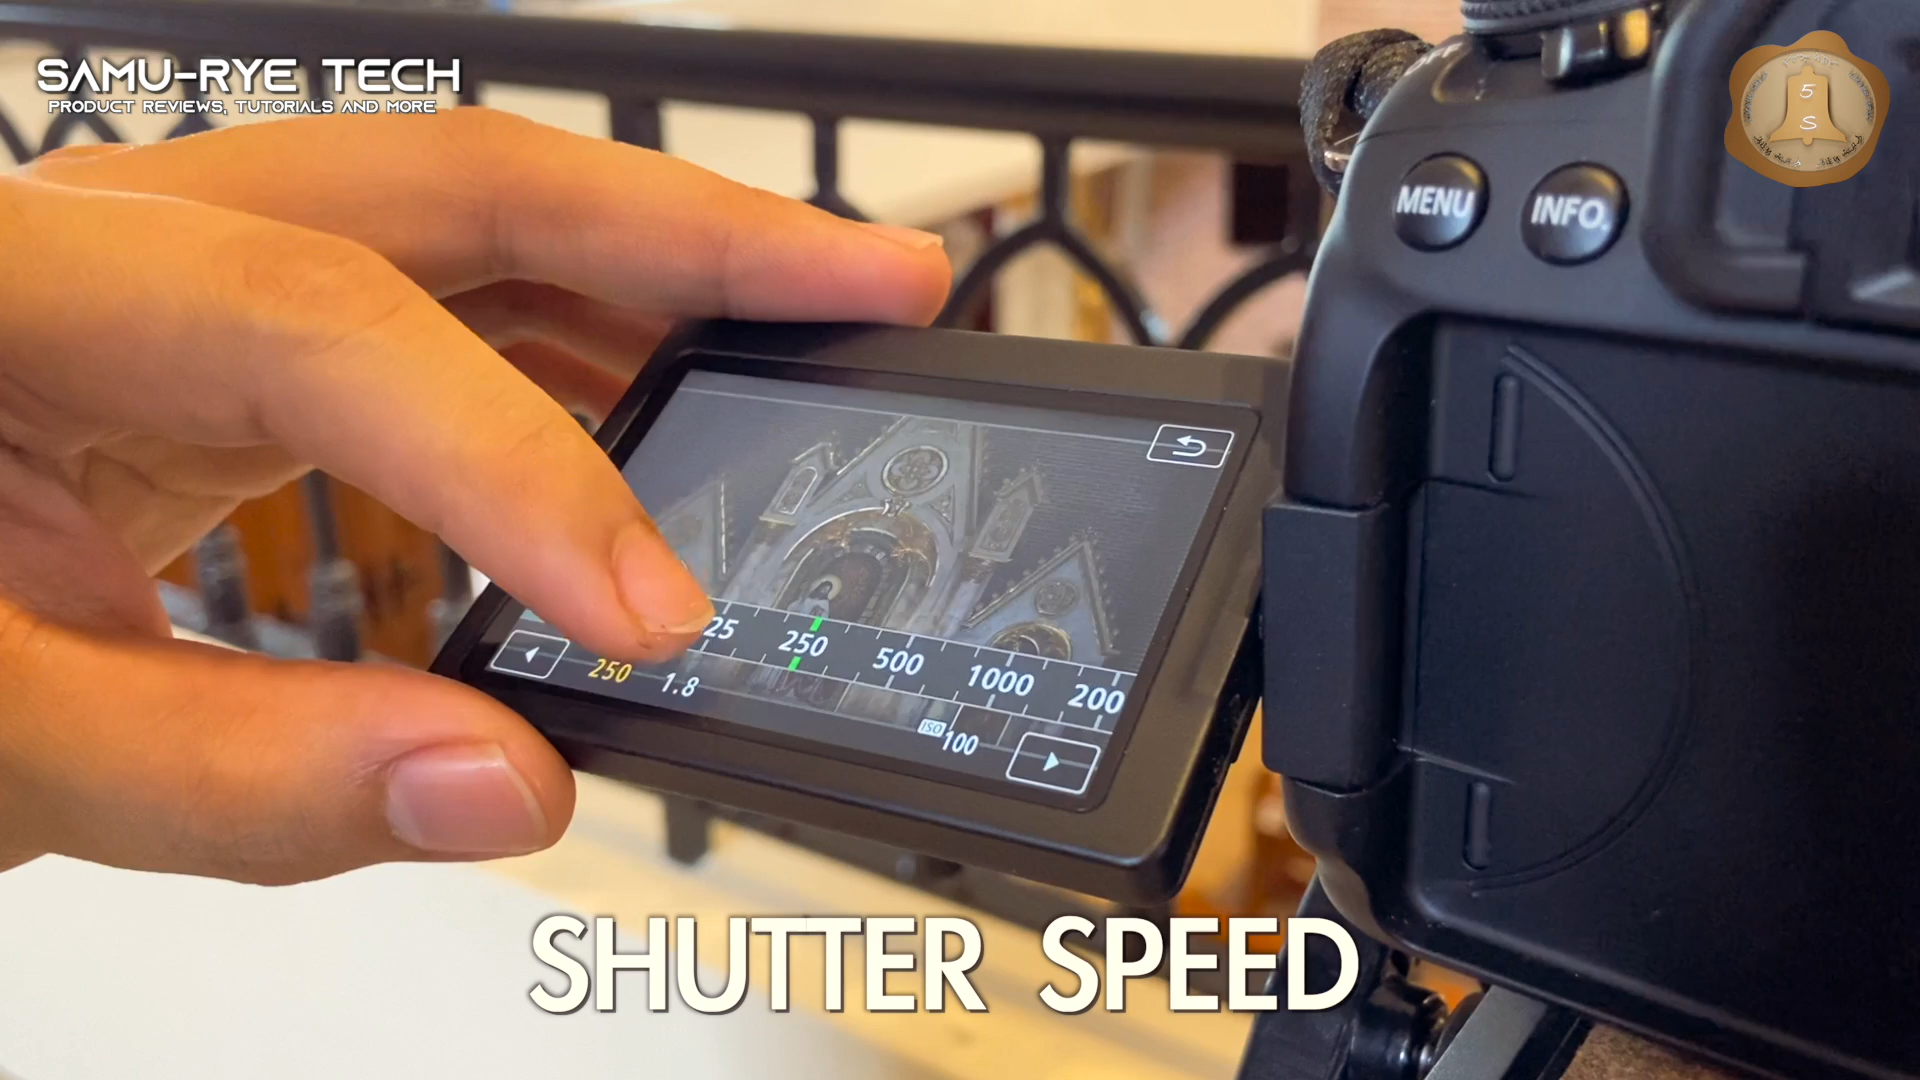 SAMU-RYE TECH
PRODUCT REVIEWS, TUTORIALS AND MORE
5
S
MENU
INFO.
25 250 500 1000 200
250 1.8
ISO 100
SHUTTER SPEED